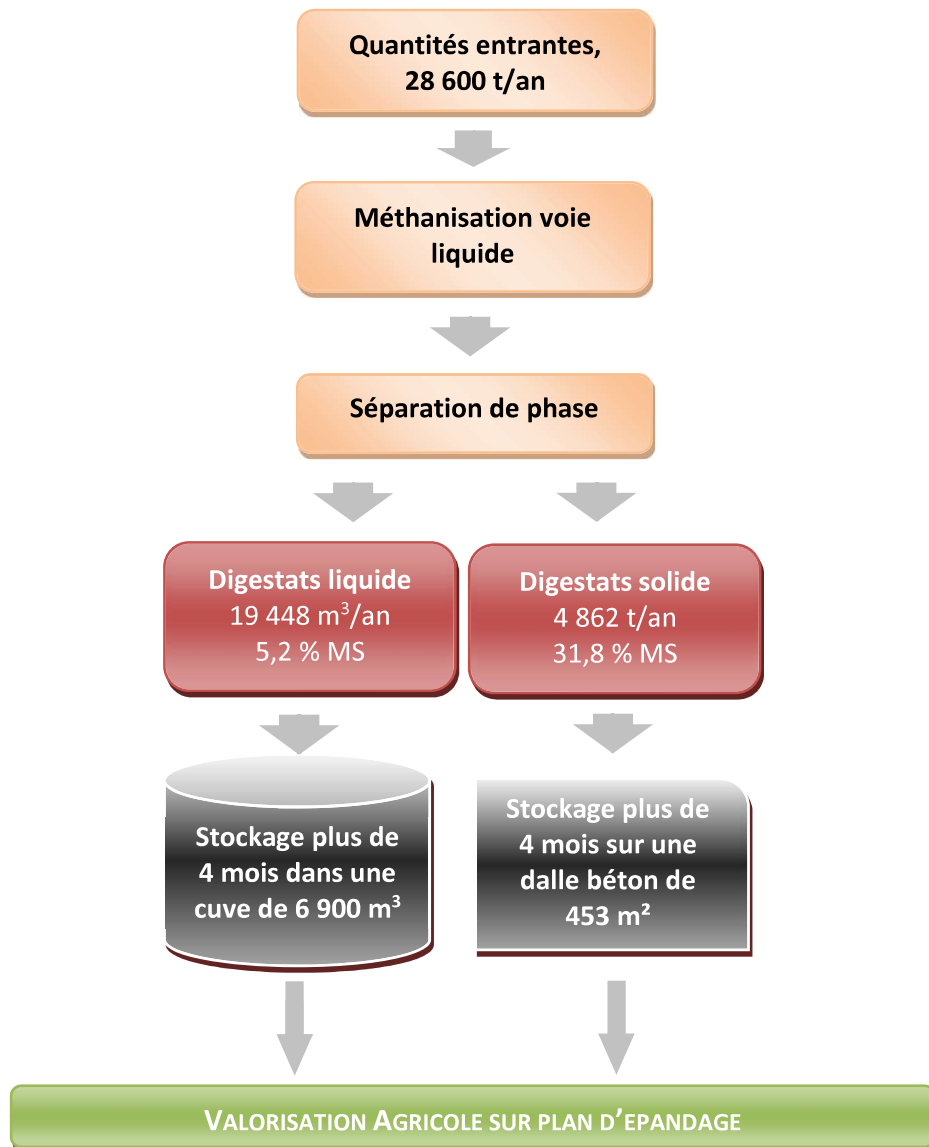 Quantités entrantes,
28 600 t/an
Méthanisation voie
liquide
Séparation de phase
Digestats liquide
19 448 m³/an
5,2 % MS
Digestats solide
4 862 t/an
31,8 % MS
Stockage plus de
4 mois dans une
cuve de 6 900 m³
Stockage plus de
4 mois sur une
dalle béton de
453 m²
VALORISATION AGRICOLE SUR PLAN D'EPANDAGE